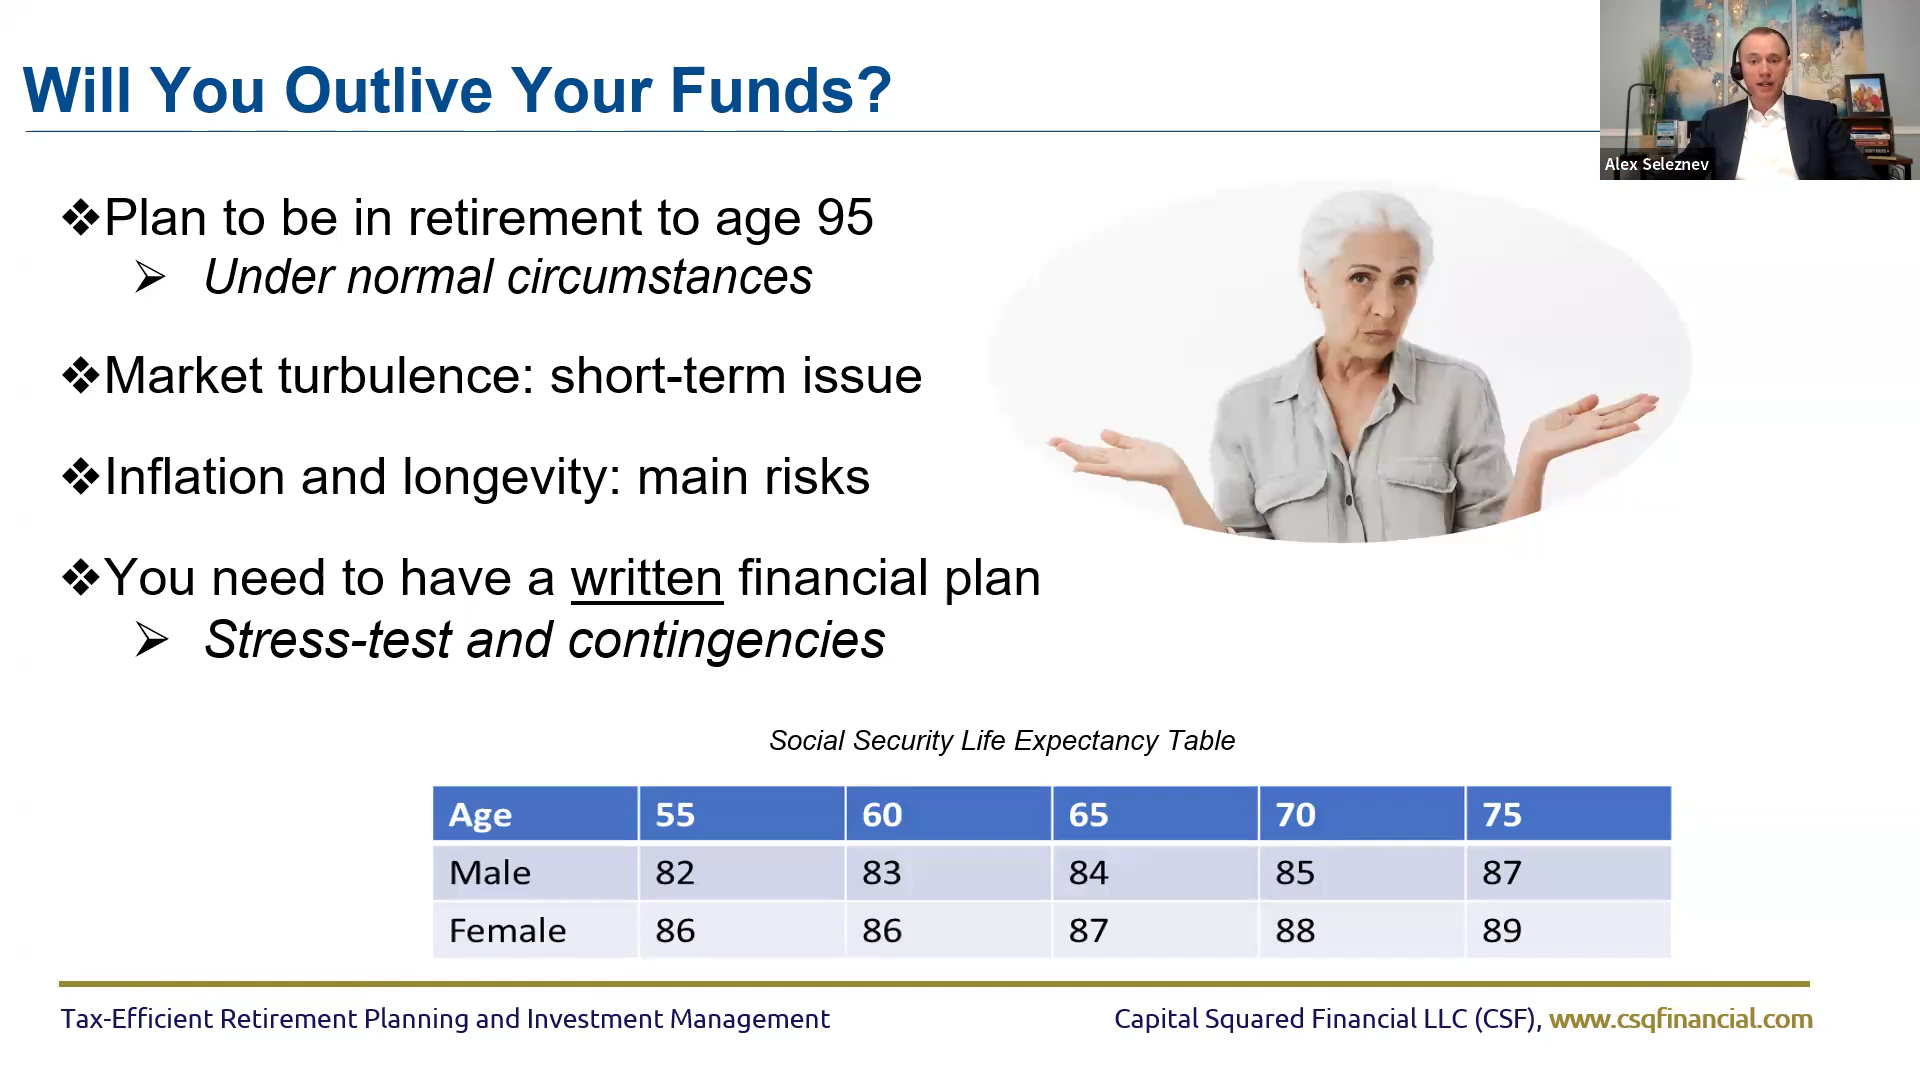 Will You Outlive Your Funds?
Alex Seleznev
❖Plan to be in retirement to age 95
➢ Under normal circumstances
❖Market turbulence: short-term issue
❖Inflation and longevity: main risks
❖You need to have a written financial plan
➢ Stress-test and contingencies
Social Security Life Expectancy Table
Age 55 60 65 70 75
Male 82 83 84 85 87
Female 86 86 87 88 89
Tax-Efficient Retirement Planning and Investment Management
Capital Squared Financial LLC (CSF), www.csqfinancial.com